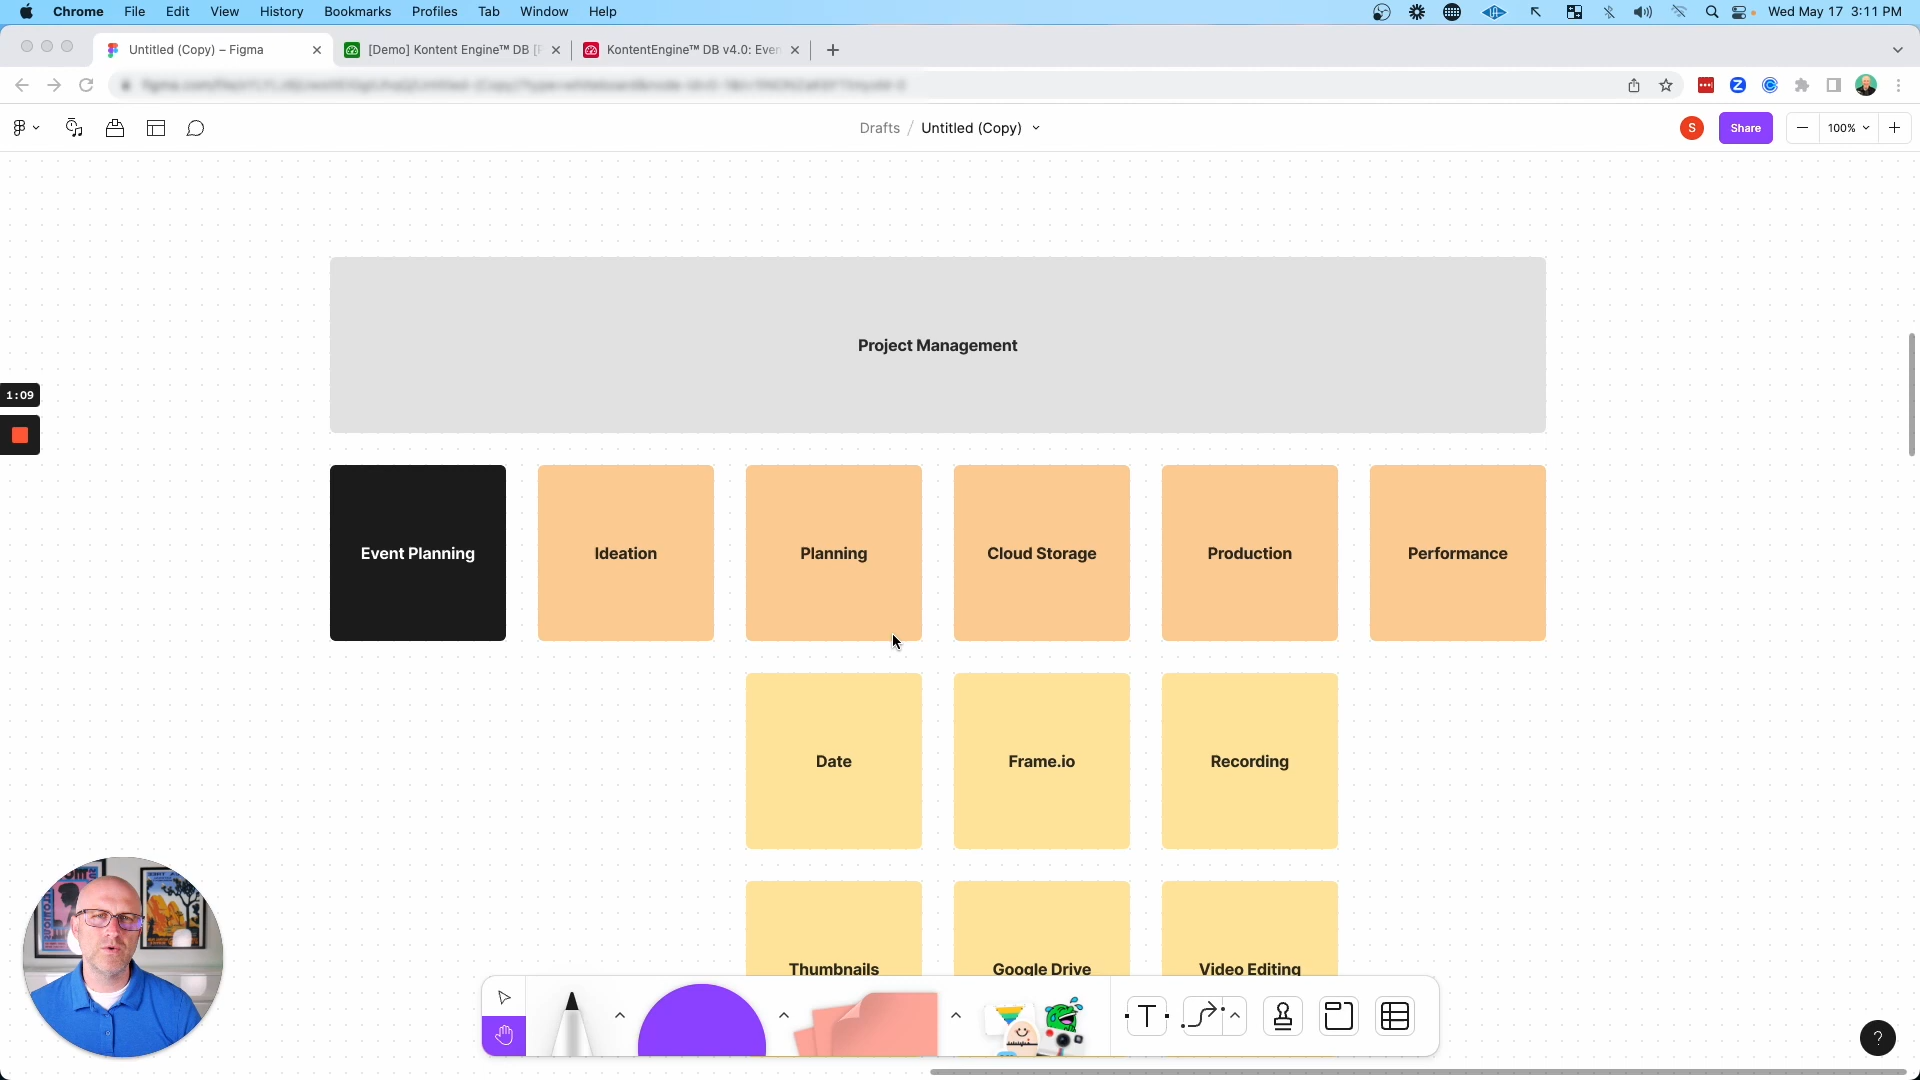 Chrome File Edit View History Bookmarks Profiles Tab Window Help
Wed May 17 3:11 PM
Untitled (Copy) – Figma
[Demo] Kontent Engine™ DB [
KontentEngine™ DB v4.0: Even
Drafts / Untitled (Copy)
S
Share
100%
Project Management
1:09
Event Planning
Ideation
Planning
Cloud Storage
Production
Performance
Date
Frame.io
Recording
Thumbnails
Google Drive
Video Editing
T
?